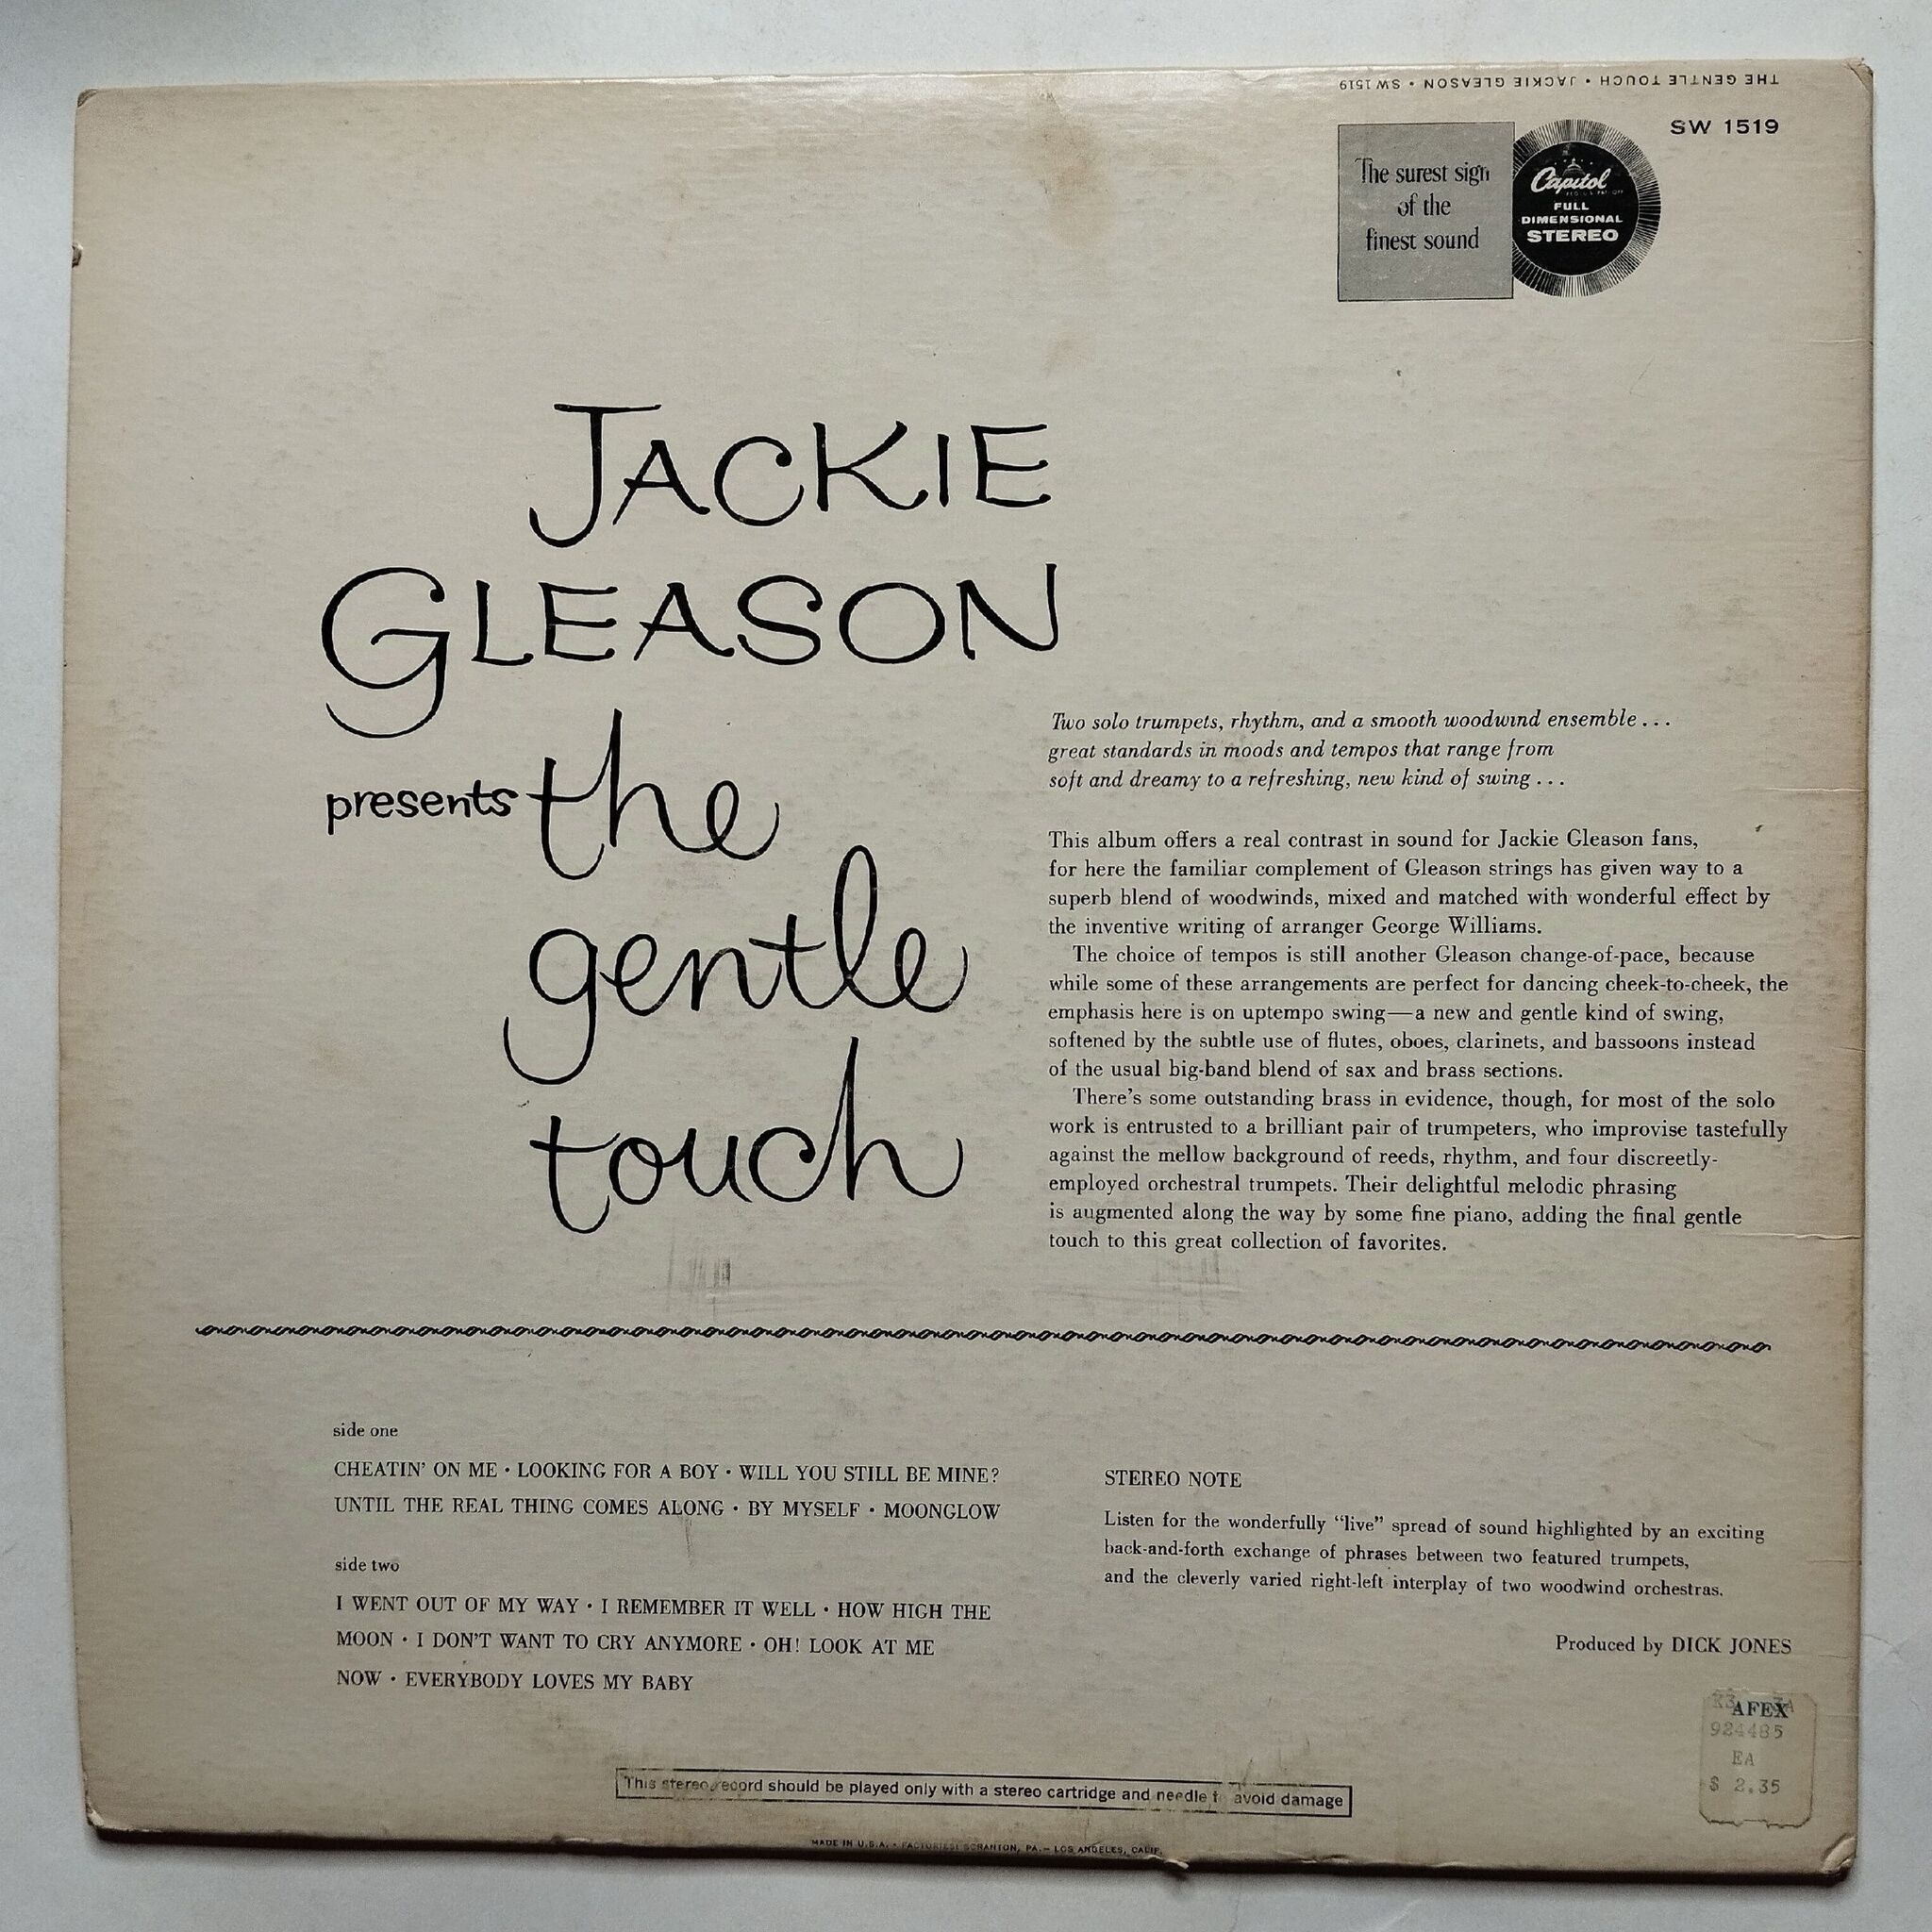 THE GENTLE TOUCH • JACKIE GLEASON • SW 1519
SW 1519
The surest sign
of the
finest sound
Capitol
FULL
DIMENSIONAL
STEREO
JACKIE
GLEASON
presents the
gentle
touch
Two solo trumpets, rhythm, and a smooth woodwind ensemble . . .
great standards in moods and tempos that range from
soft and dreamy to a refreshing, new kind of swing . . .
This album offers a real contrast in sound for Jackie Gleason fans,
for here the familiar complement of Gleason strings has given way to a
superb blend of woodwinds, mixed and matched with wonderful effect by
the inventive writing of arranger George Williams.
The choice of tempos is still another Gleason change-of-pace, because
while some of these arrangements are perfect for dancing cheek-to-cheek, the
emphasis here is on uptempo swing—a new and gentle kind of swing,
softened by the subtle use of flutes, oboes, clarinets, and bassoons instead
of the usual big-band blend of sax and brass sections.
There's some outstanding brass in evidence, though, for most of the solo
work is entrusted to a brilliant pair of trumpeters, who improvise tastefully
against the mellow background of reeds, rhythm, and four discreetly-
employed orchestral trumpets. Their delightful melodic phrasing
is augmented along the way by some fine piano, adding the final gentle
touch to this great collection of favorites.
side one
CHEATIN' ON ME • LOOKING FOR A BOY • WILL YOU STILL BE MINE?
UNTIL THE REAL THING COMES ALONG • BY MYSELF • MOONGLOW
side two
I WENT OUT OF MY WAY • I REMEMBER IT WELL • HOW HIGH THE
MOON • I DON'T WANT TO CRY ANYMORE • OH! LOOK AT ME
NOW • EVERYBODY LOVES MY BABY
STEREO NOTE
Listen for the wonderfully "live" spread of sound highlighted by an exciting
back-and-forth exchange of phrases between two featured trumpets,
and the cleverly varied right-left interplay of two woodwind orchestras.
Produced by DICK JONES
AFEX
924485
EA
$ 2.35
This stereo record should be played only with a stereo cartridge and needle to avoid damage
MADE IN U.S.A. • FACTORIES: SCRANTON, PA. — LOS ANGELES, CALIF.